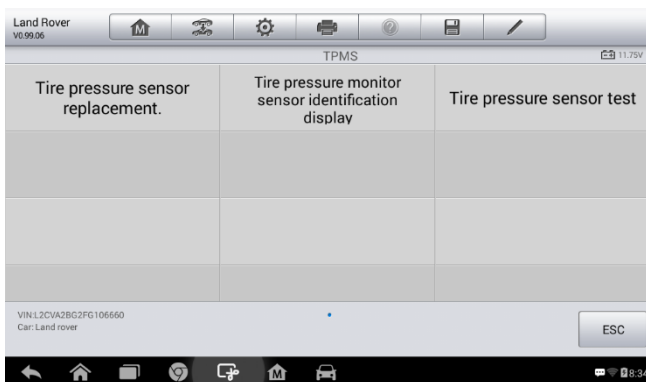 Land Rover
V0.99.06
M
TPMS
11.75V
Tire pressure sensor
replacement.
Tire pressure monitor
sensor identification
display
Tire pressure sensor test
VIN:L2CVA2BG2FG106660
Car: Land rover
ESC
M
8:34